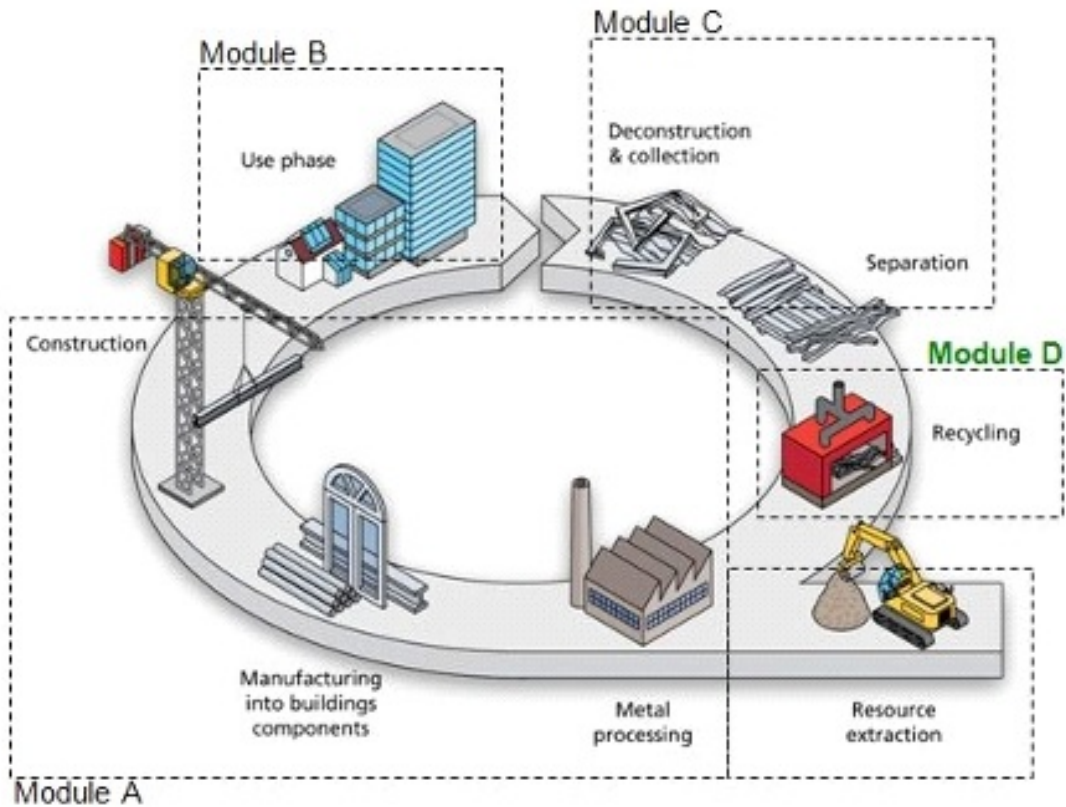 Module C
Module B
Deconstruction
& collection
Use phase
Separation
Construction
Module D
Recycling
Manufacturing
into buildings
components
Metal
processing
Resource
extraction
Module A